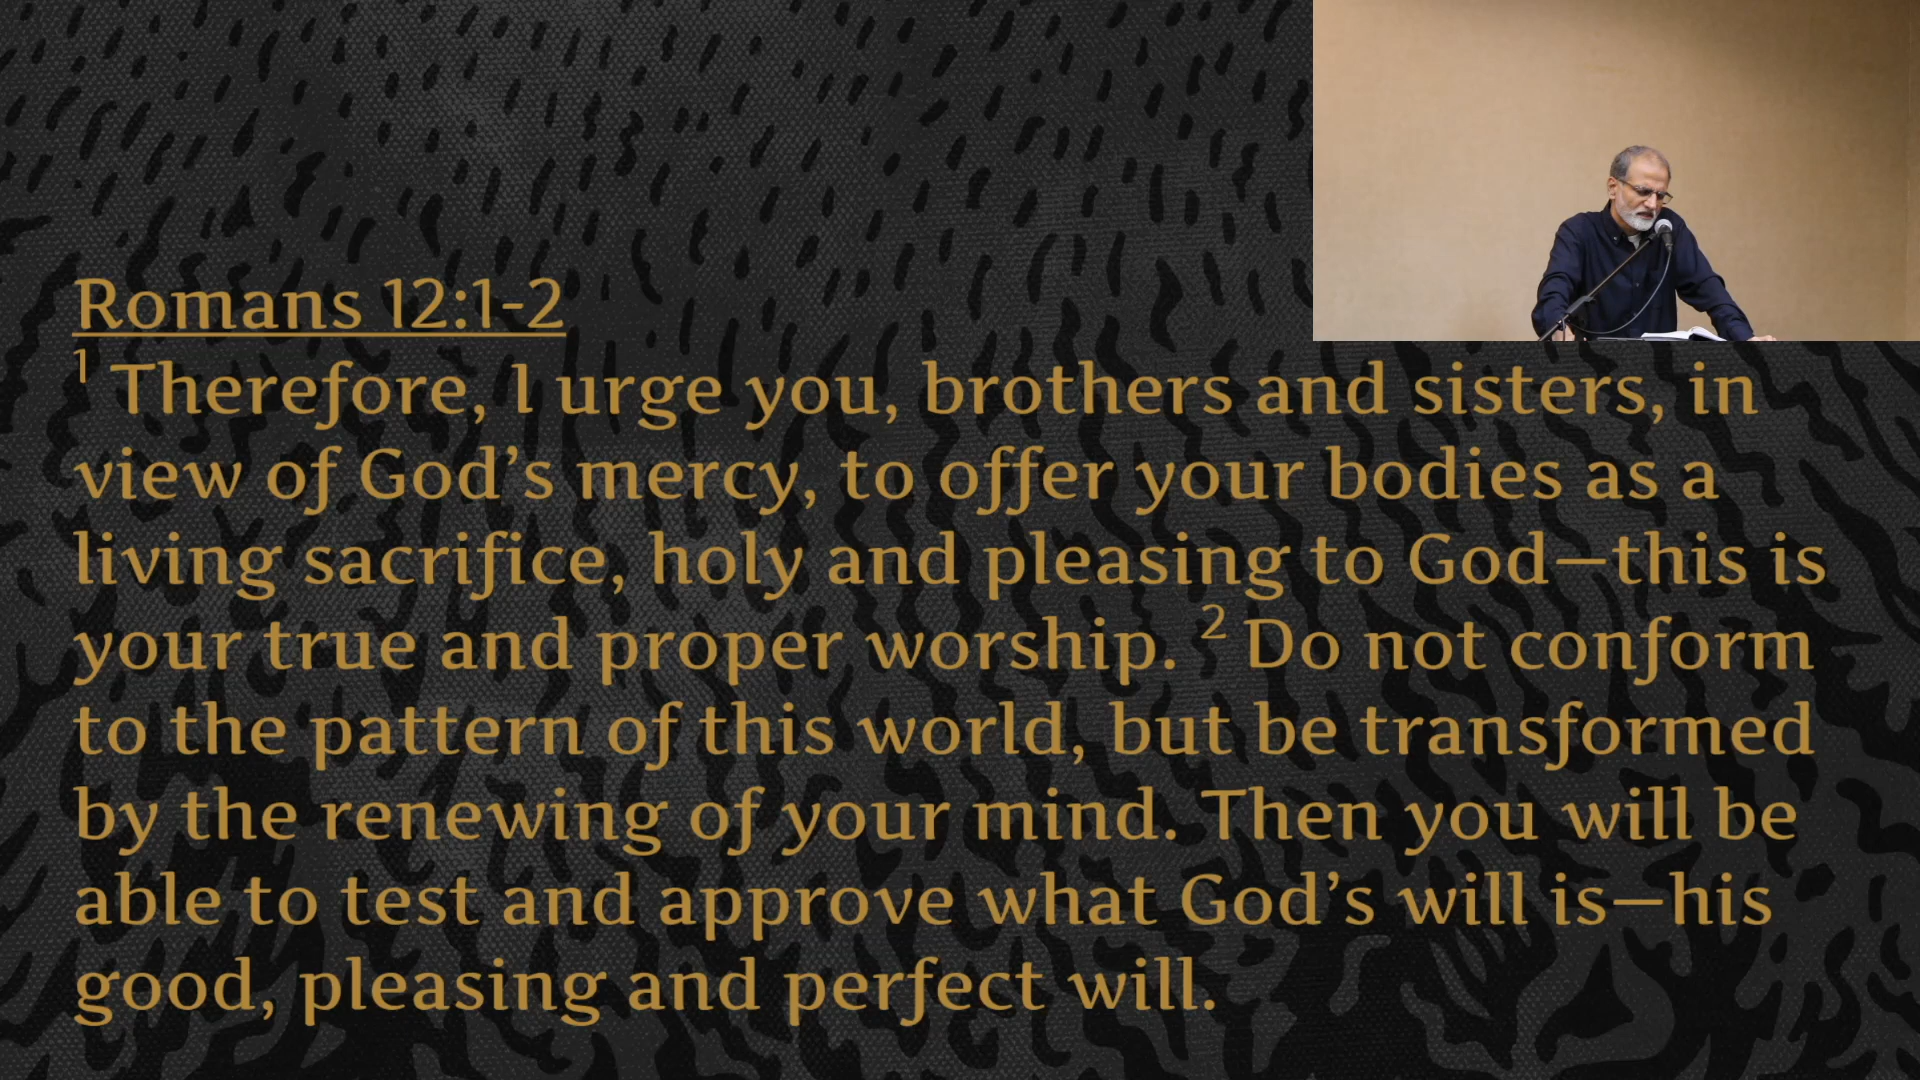 Romans 12:1-2
1 Therefore, I urge you, brothers and sisters, in
view of God’s mercy, to offer your bodies as a
living sacrifice, holy and pleasing to God—this is
your true and proper worship. 2 Do not conform
to the pattern of this world, but be transformed
by the renewing of your mind. Then you will be
able to test and approve what God’s will is—his
good, pleasing and perfect will.